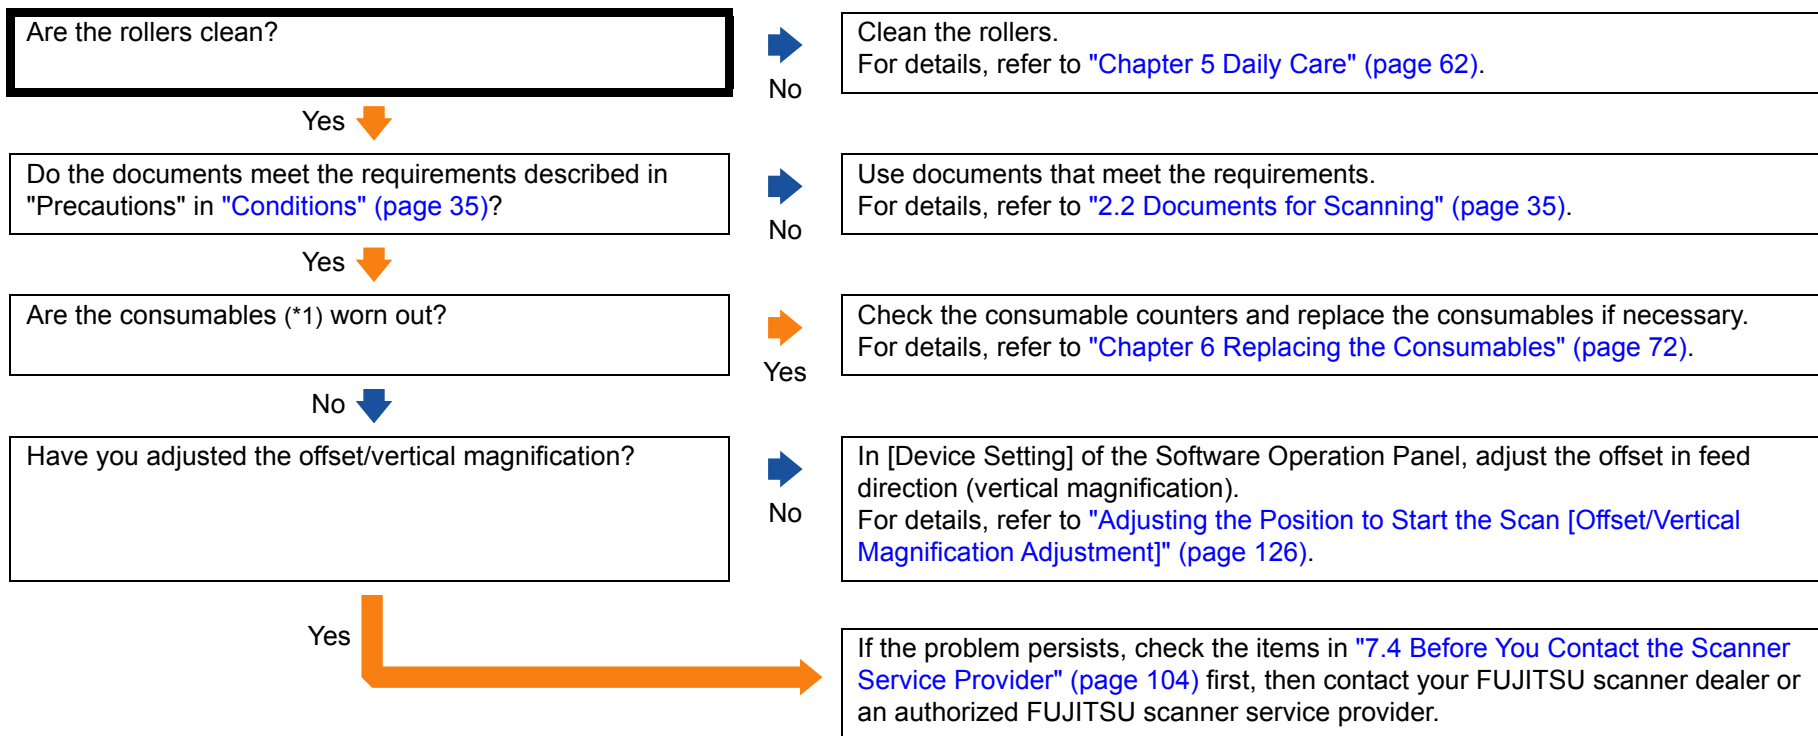 Are the rollers clean?
No
Clean the rollers.
For details, refer to "Chapter 5 Daily Care" (page 62).
Yes
Do the documents meet the requirements described in
"Precautions" in "Conditions" (page 35)?
No
Use documents that meet the requirements.
For details, refer to "2.2 Documents for Scanning" (page 35).
Yes
Are the consumables (*1) worn out?
Yes
Check the consumable counters and replace the consumables if necessary.
For details, refer to "Chapter 6 Replacing the Consumables" (page 72).
No
Have you adjusted the offset/vertical magnification?
No
In [Device Setting] of the Software Operation Panel, adjust the offset in feed
direction (vertical magnification).
For details, refer to "Adjusting the Position to Start the Scan [Offset/Vertical
Magnification Adjustment]" (page 126).
Yes
If the problem persists, check the items in "7.4 Before You Contact the Scanner
Service Provider" (page 104) first, then contact your FUJITSU scanner dealer or
an authorized FUJITSU scanner service provider.